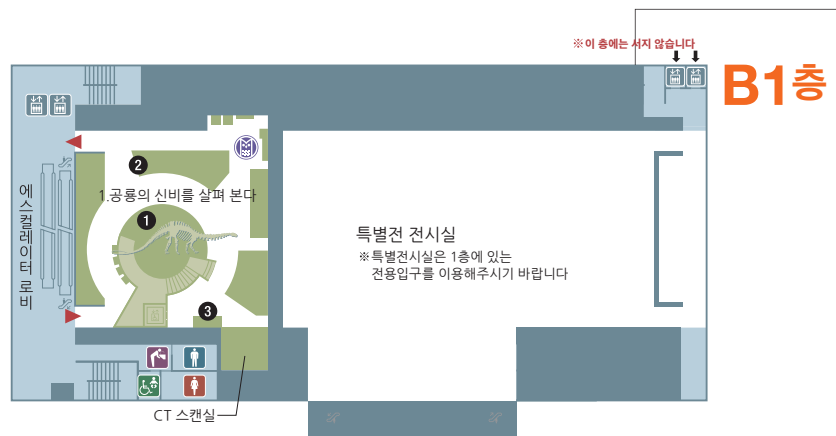 ※이 층에는 서지 않습니다
B1층
2
1.공룡의 신비를 살펴 본다
1
에스컬레이터 로비
특별전 전시실
※특별전시실은 1층에 있는
전용입구를 이용해주시기 바랍니다
3
CT 스캔실